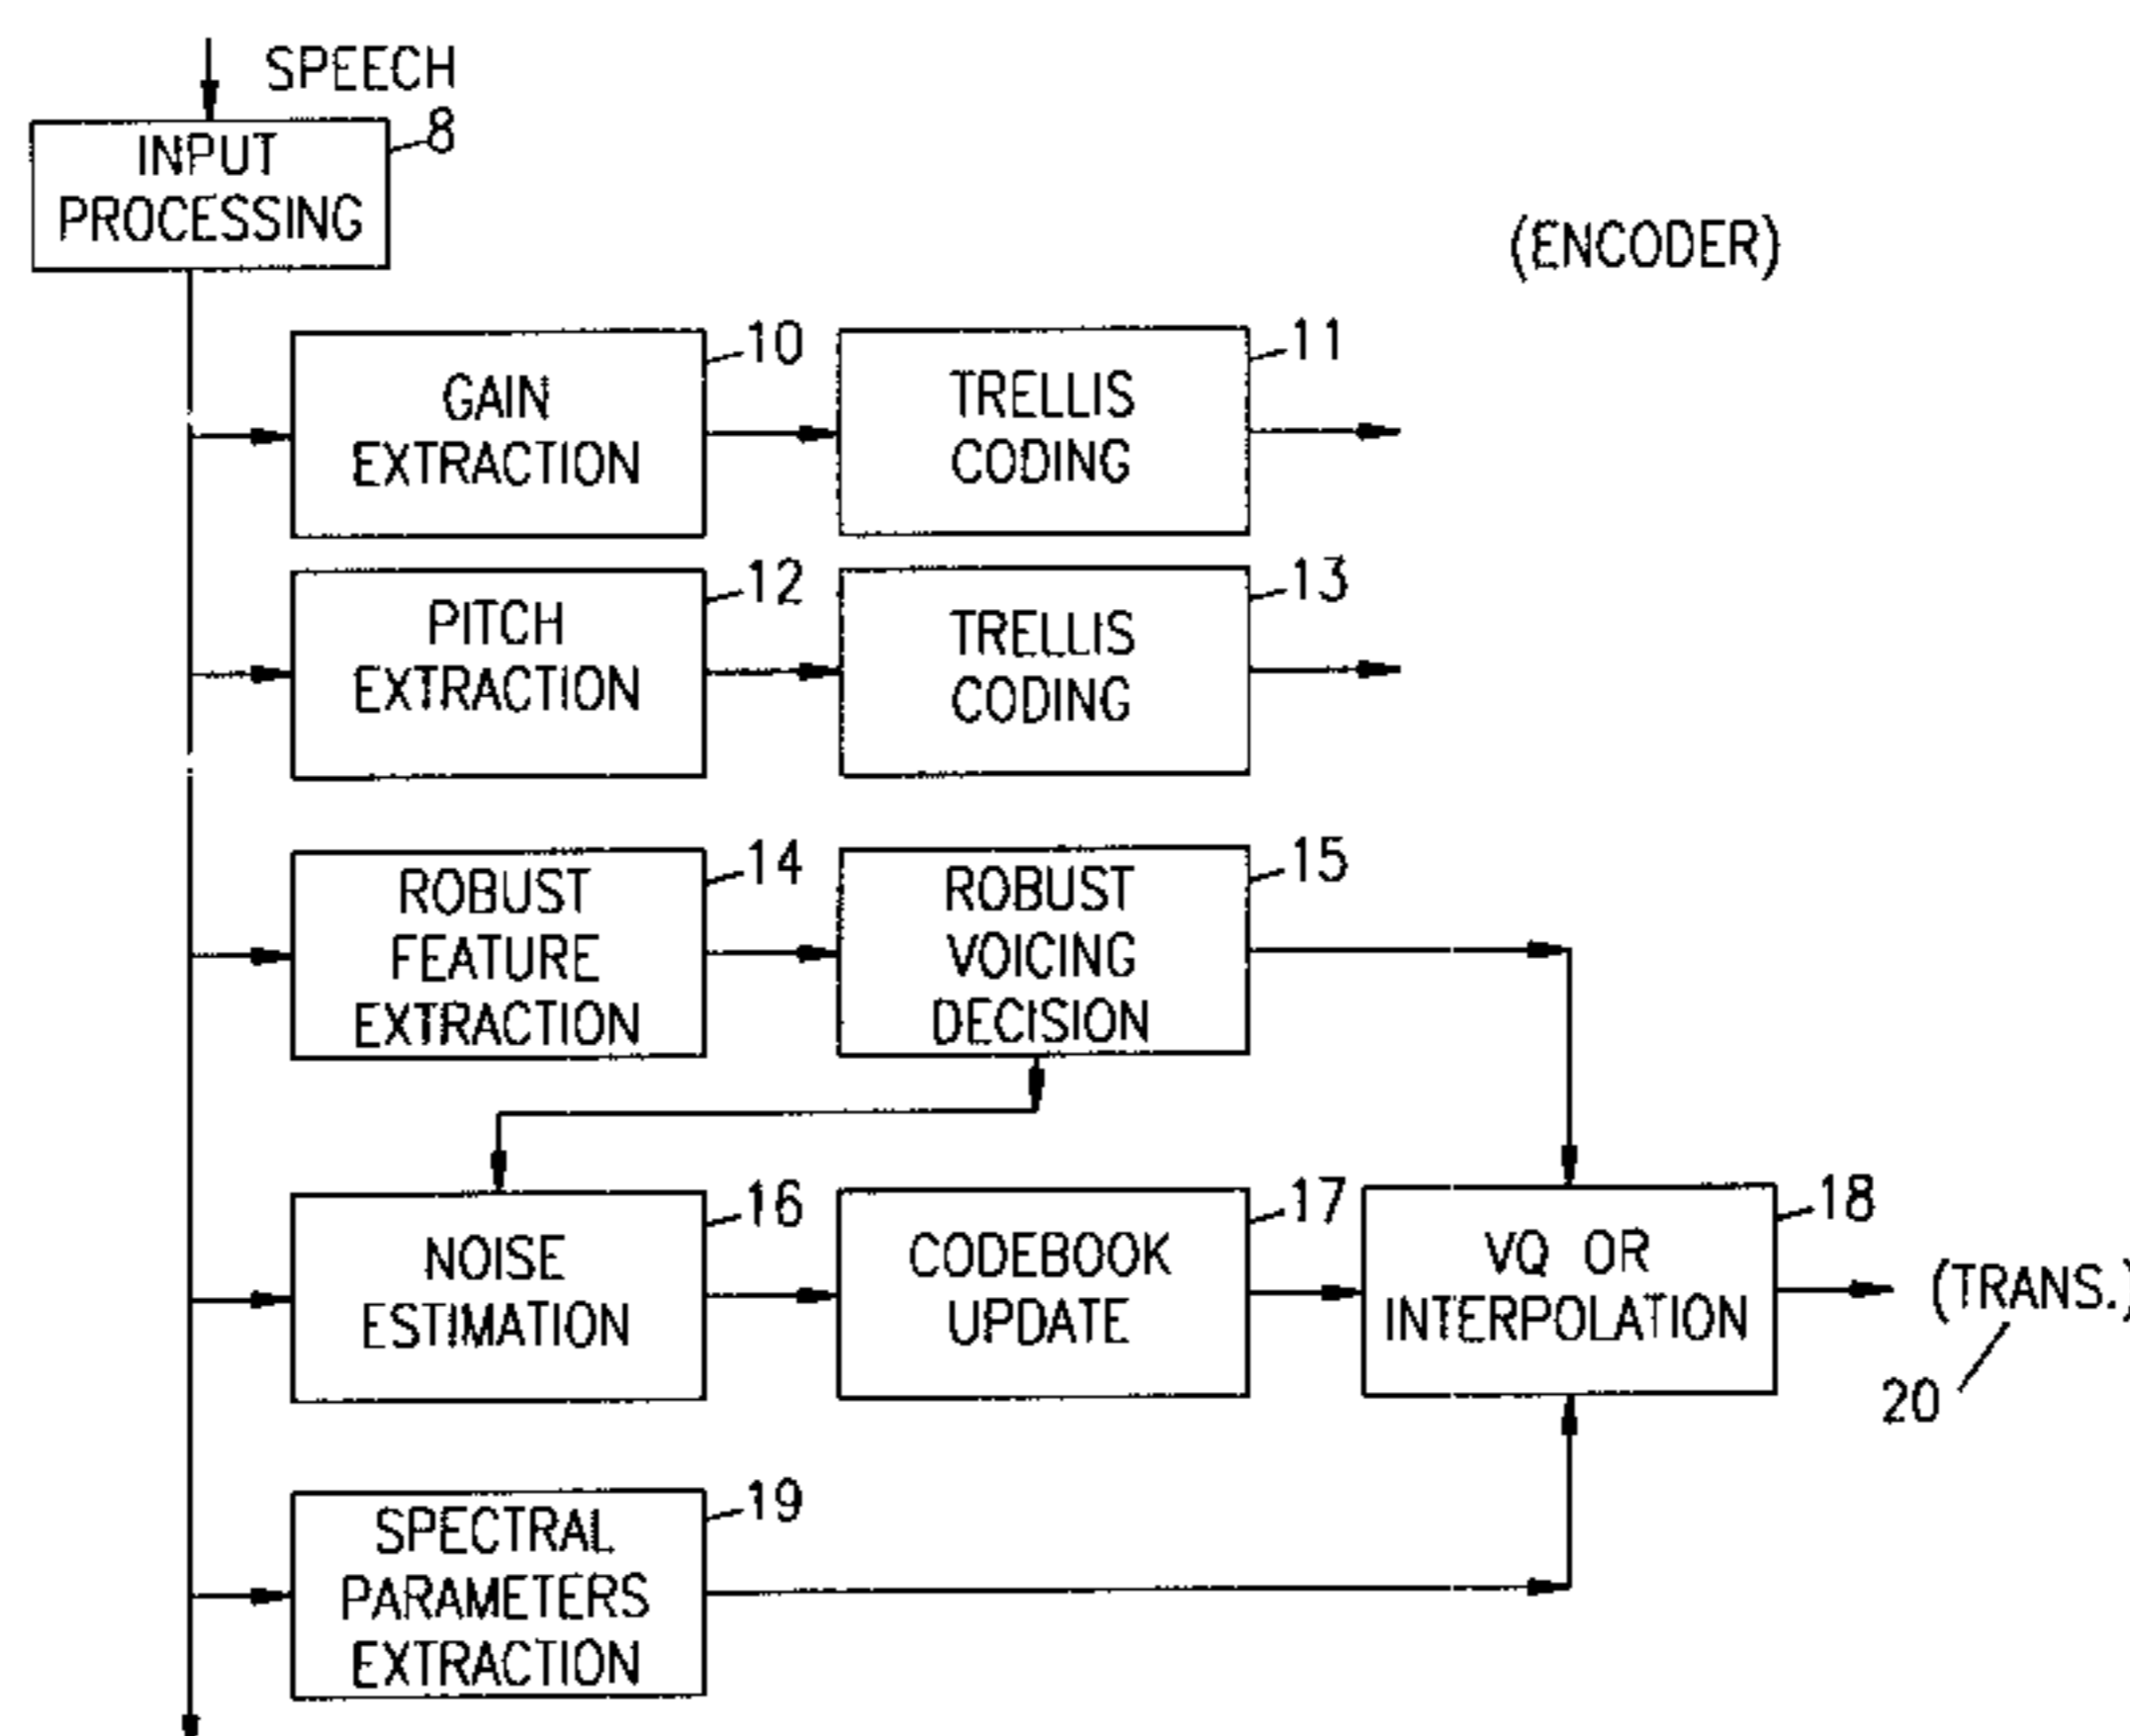 SPEECH
8
INPUT
PROCESSING
(ENCODER)
10
GAIN
EXTRACTION
11
TRELLIS
CODING
12
PITCH
EXTRACTION
13
TRELLIS
CODING
14
ROBUST
FEATURE
EXTRACTION
15
ROBUST
VOICING
DECISION
16
NOISE
ESTIMATION
17
CODEBOOK
UPDATE
18
VQ OR
INTERPOLATION
(TRANS.)
20
19
SPECTRAL
PARAMETERS
EXTRACTION